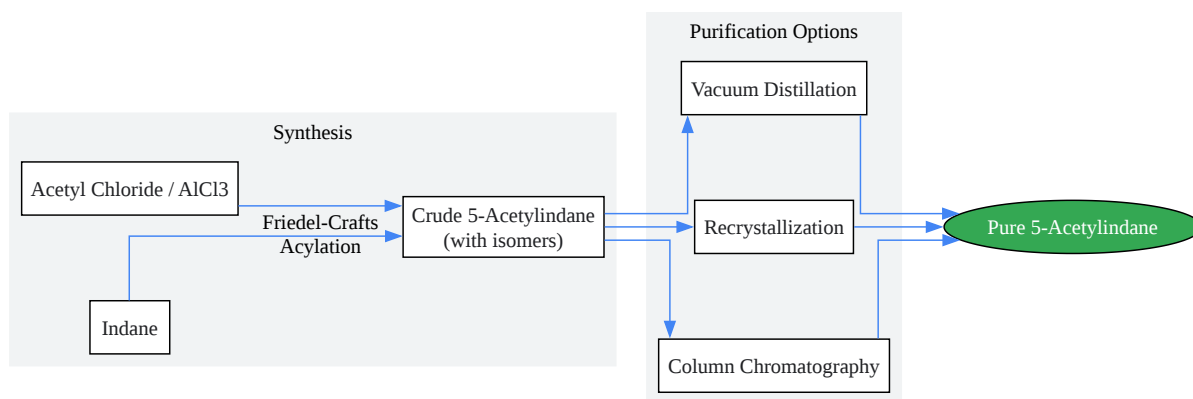 Purification Options
Vacuum Distillation
Synthesis
Acetyl Chloride / AlCl3
Friedel-Crafts
Acylation
Crude 5-Acetylindane
(with isomers)
Recrystallization
Pure 5-Acetylindane
Indane
Column Chromatography